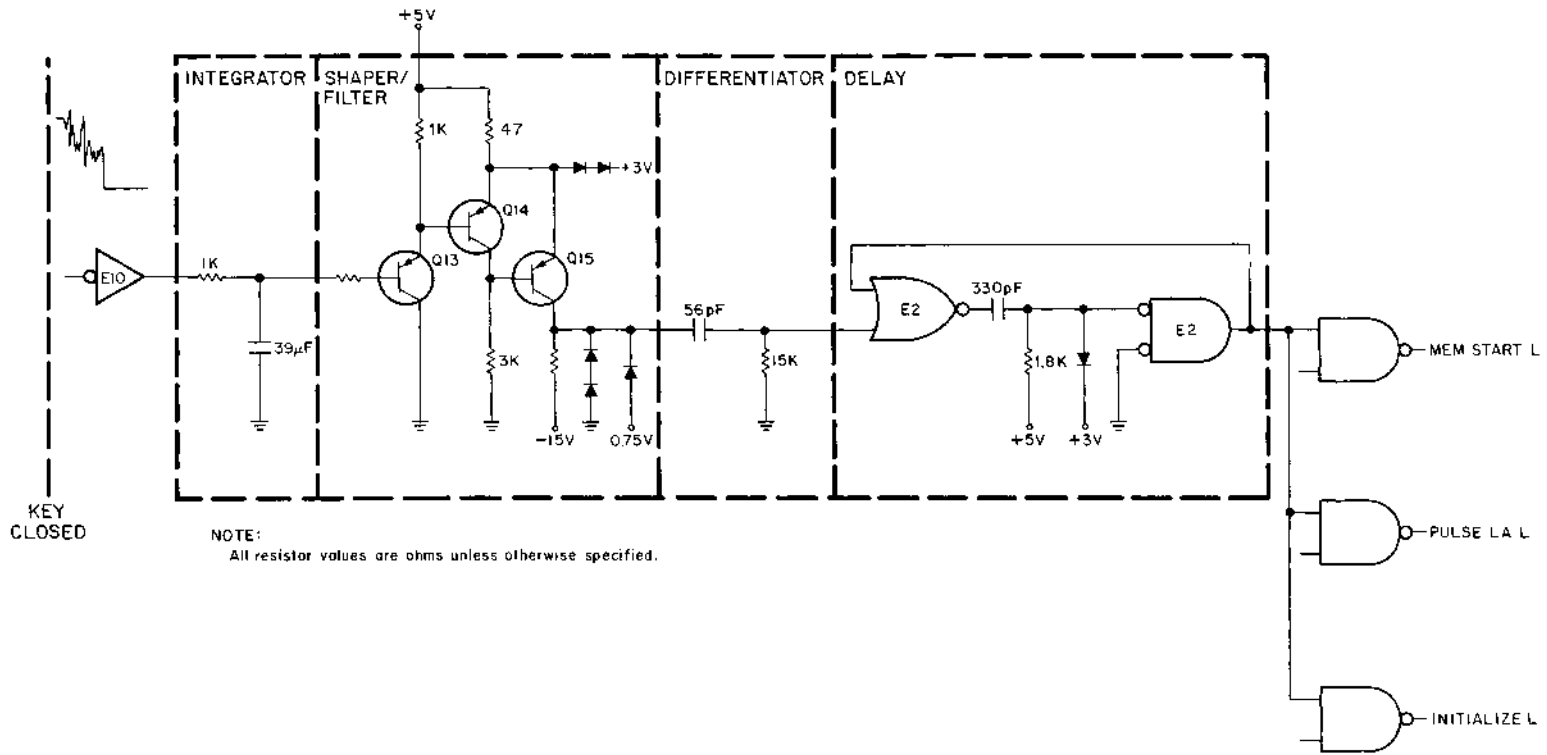 +5V
INTEGRATOR
SHAPER/
FILTER
DIFFERENTIATOR
DELAY
1K
47
+3V
Q14
Q13
Q15
E10
1K
39µF
3K
-15V
0.75V
56pF
15K
E2
330pF
1.8K
+5V
+3V
E2
MEM START L
PULSE LA L
INITIALIZE L
KEY
CLOSED
NOTE:
All resistor values are ohms unless otherwise specified.